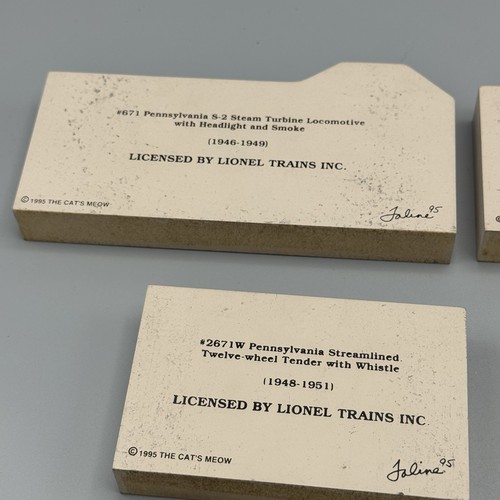 #671 Pennsylvania S-2 Steam Turbine Locomotive
with Headlight and Smoke
(1946-1949)
LICENSED BY LIONEL TRAINS INC.
© 1995 THE CAT'S MEOW
Faline 95
#2671W Pennsylvania Streamlined
Twelve-wheel Tender with Whistle
(1948-1951)
LICENSED BY LIONEL TRAINS INC.
© 1995 THE CAT'S MEOW
Faline 95